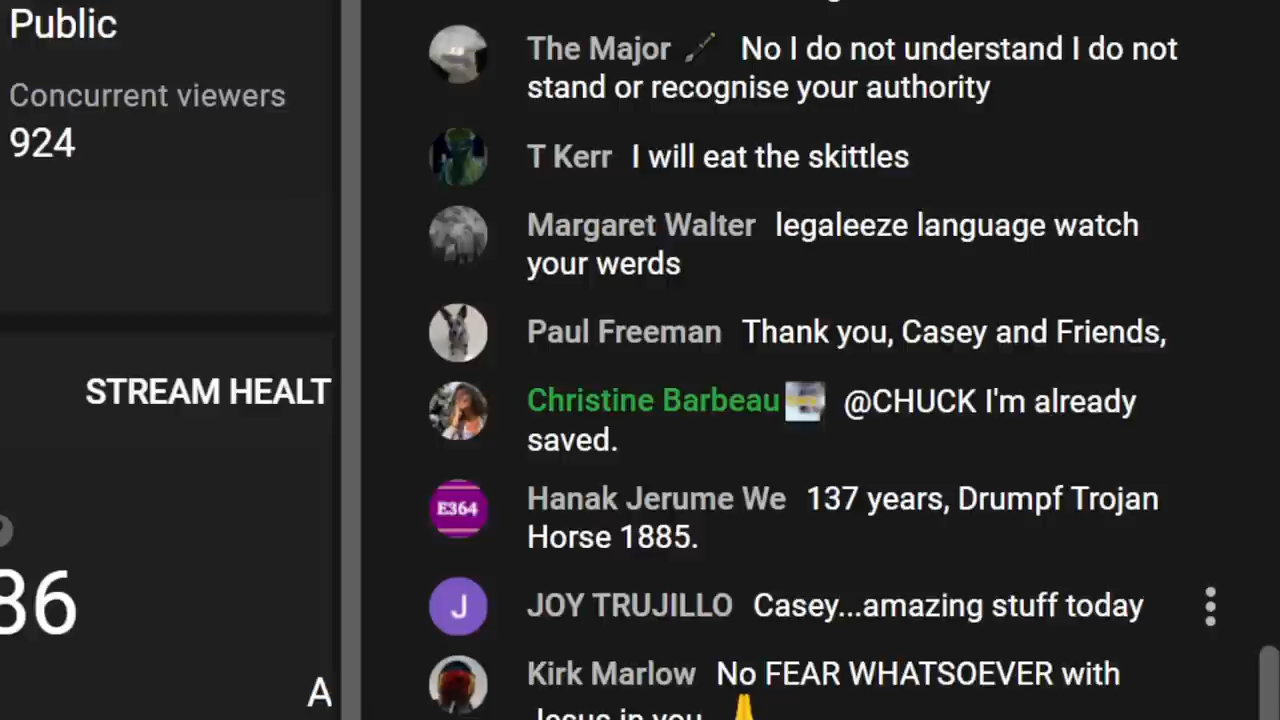 Public
Concurrent viewers
924
STREAM HEALT
36
A
The Major No I do not understand I do not
stand or recognise your authority
T Kerr I will eat the skittles
Margaret Walter legaleeze language watch
your werds
Paul Freeman Thank you, Casey and Friends,
Christine Barbeau @CHUCK I'm already
saved.
E364
Hanak Jerume We 137 years, Drumpf Trojan
Horse 1885.
J
JOY TRUJILLO Casey...amazing stuff today
Kirk Marlow No FEAR WHATSOEVER with
Jesus in you